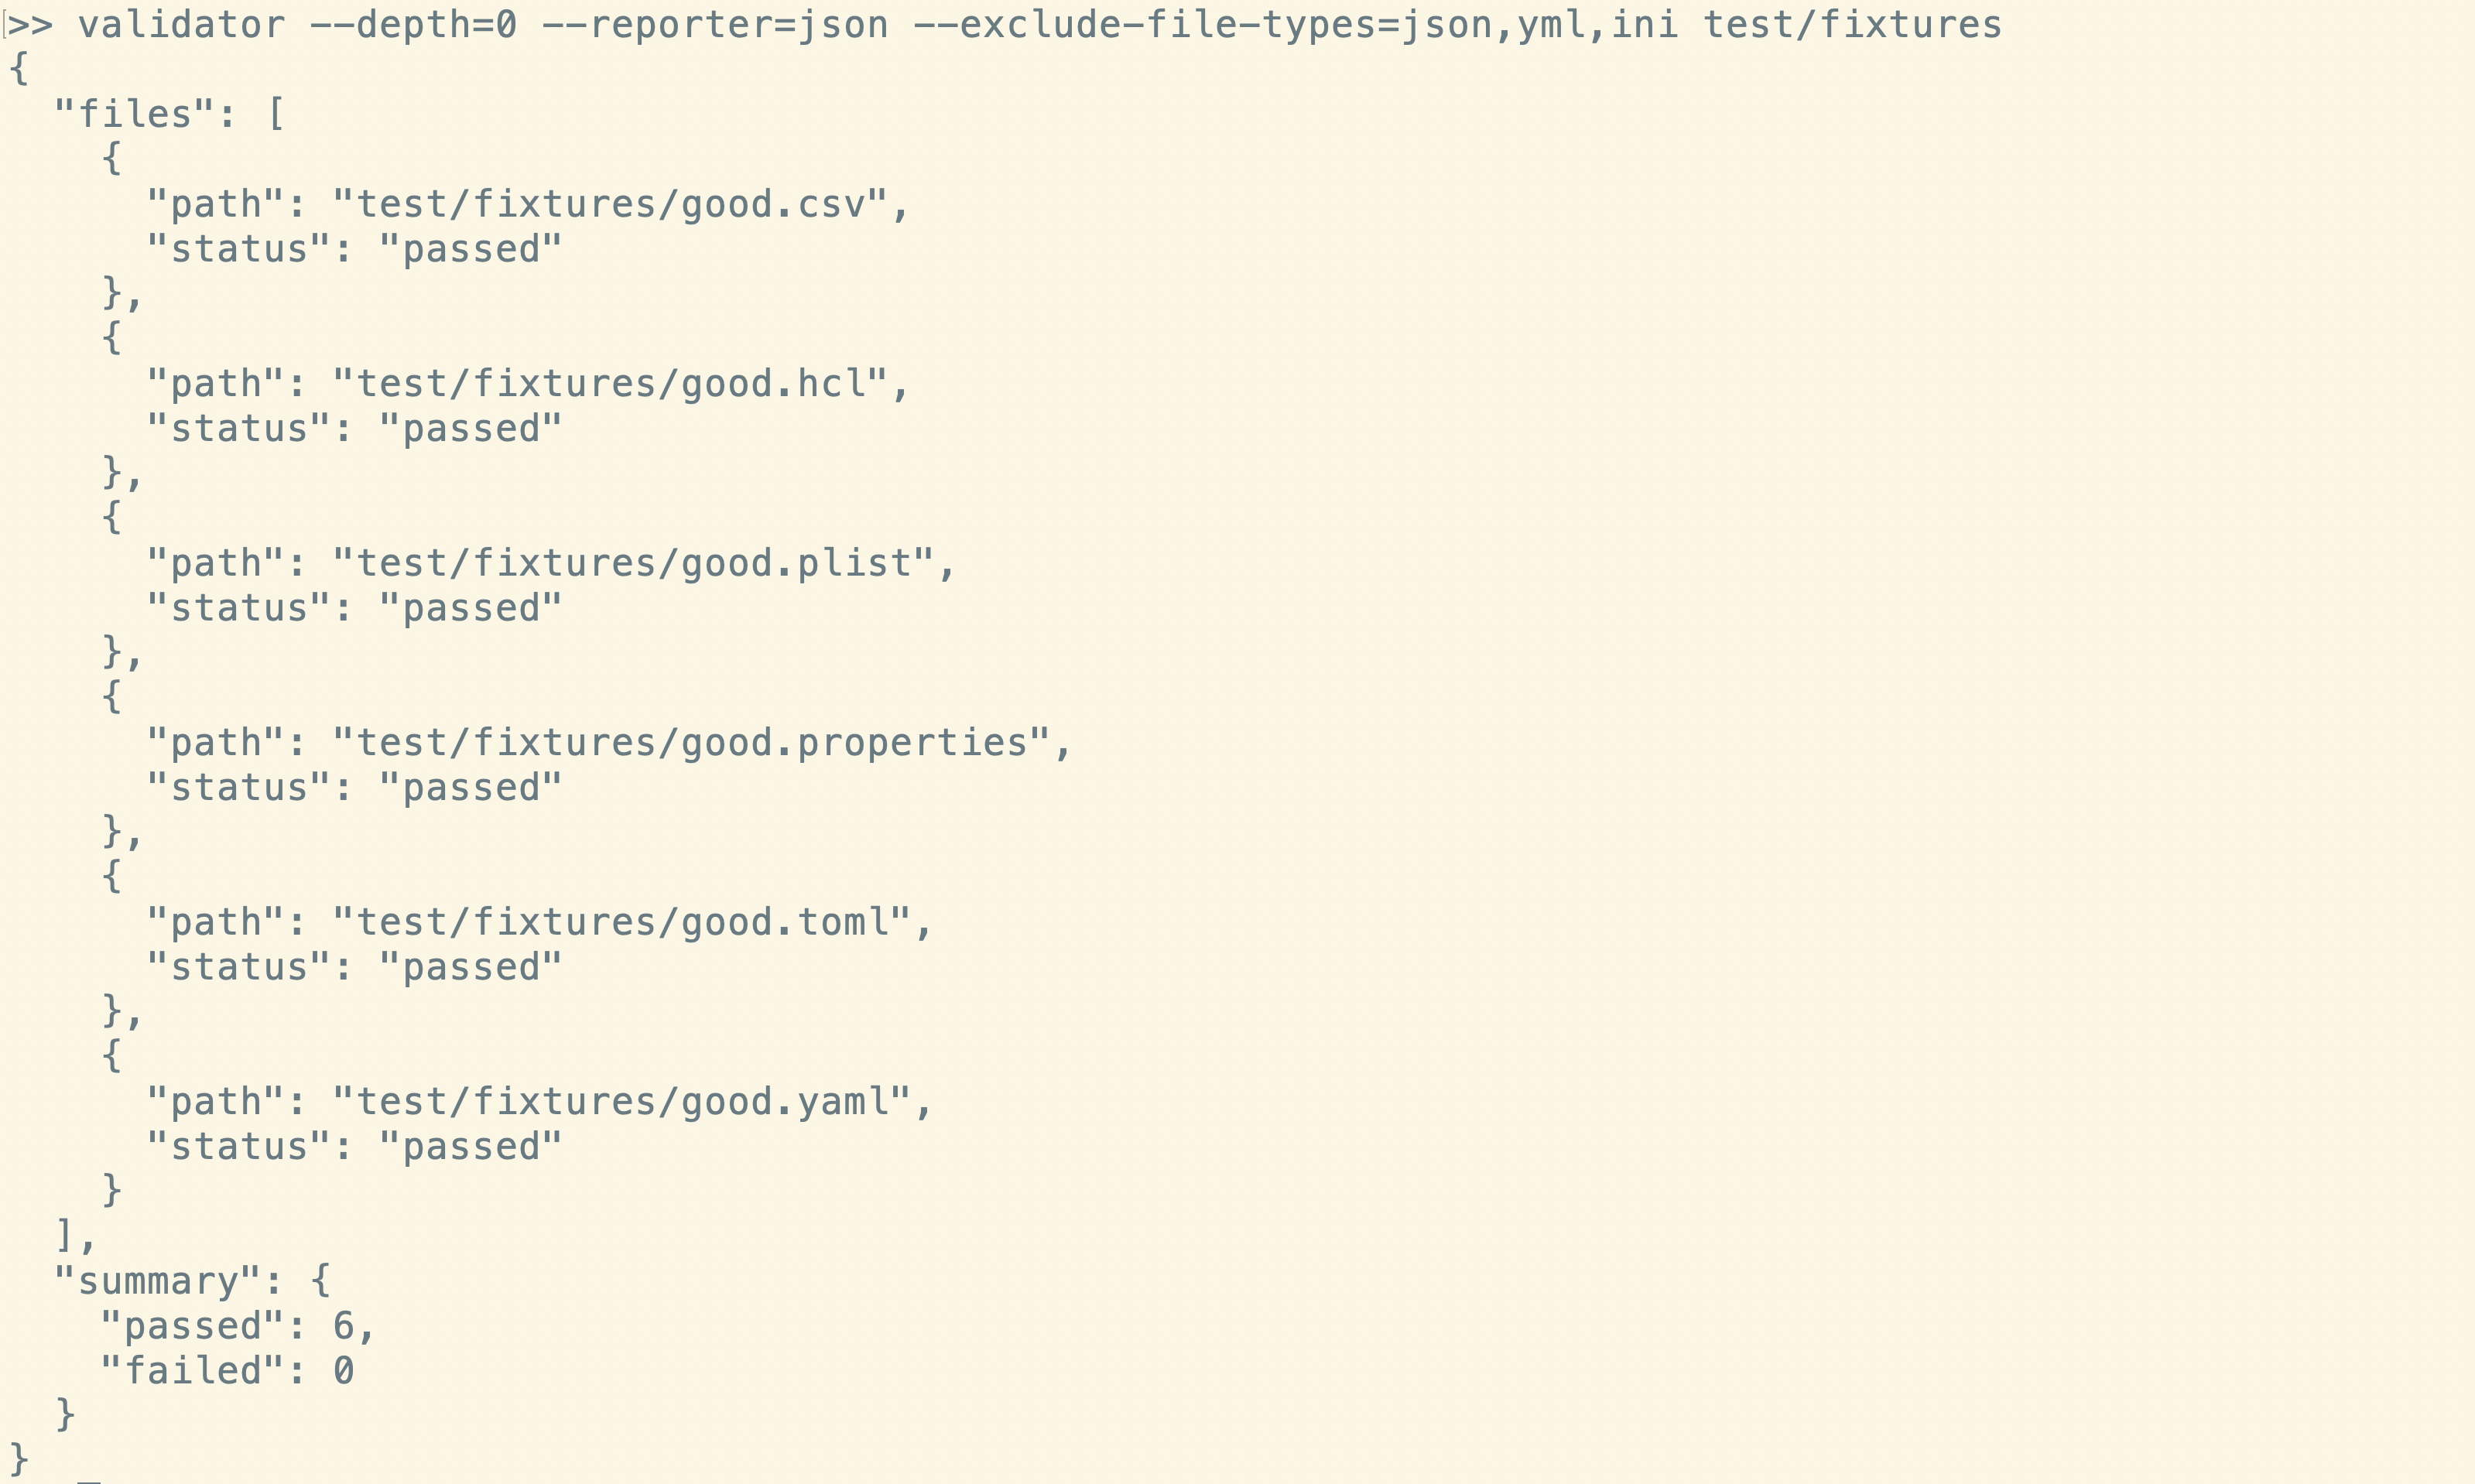 >> validator --depth=0 --reporter=json --exclude-file-types=json,yml,ini test/fixtures
{
  "files": [
    {
      "path": "test/fixtures/good.csv",
      "status": "passed"
    },
    {
      "path": "test/fixtures/good.hcl",
      "status": "passed"
    },
    {
      "path": "test/fixtures/good.plist",
      "status": "passed"
    },
    {
      "path": "test/fixtures/good.properties",
      "status": "passed"
    },
    {
      "path": "test/fixtures/good.toml",
      "status": "passed"
    },
    {
      "path": "test/fixtures/good.yaml",
      "status": "passed"
    }
  ],
  "summary": {
    "passed": 6,
    "failed": 0
  }
}